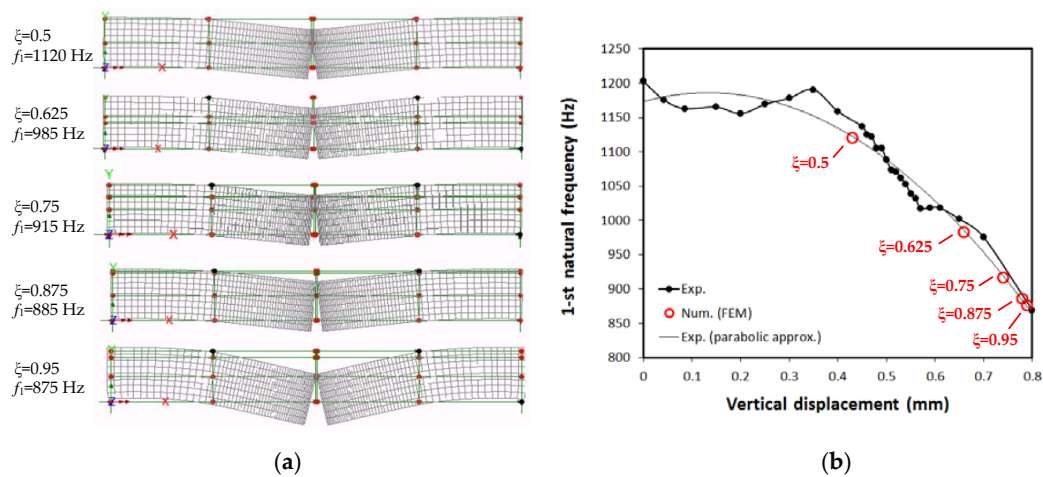 ξ=0.5
f₁=1120 Hz
ξ=0.625
f₁=985 Hz
ξ=0.75
f₁=915 Hz
ξ=0.875
f₁=885 Hz
ξ=0.95
f₁=875 Hz
Y
Z
X
Z
X
Y
Z
X
Y
Z
X
Z
X
(a)
1-st natural frequency (Hz)
1250
1200
1150
1100
1050
1000
950
900
850
800
ξ=0.5
ξ=0.625
ξ=0.75
ξ=0.875
ξ=0.95
Exp.
Num. (FEM)
Exp. (parabolic approx.)
0 0.1 0.2 0.3 0.4 0.5 0.6 0.7 0.8
Vertical displacement (mm)
(b)